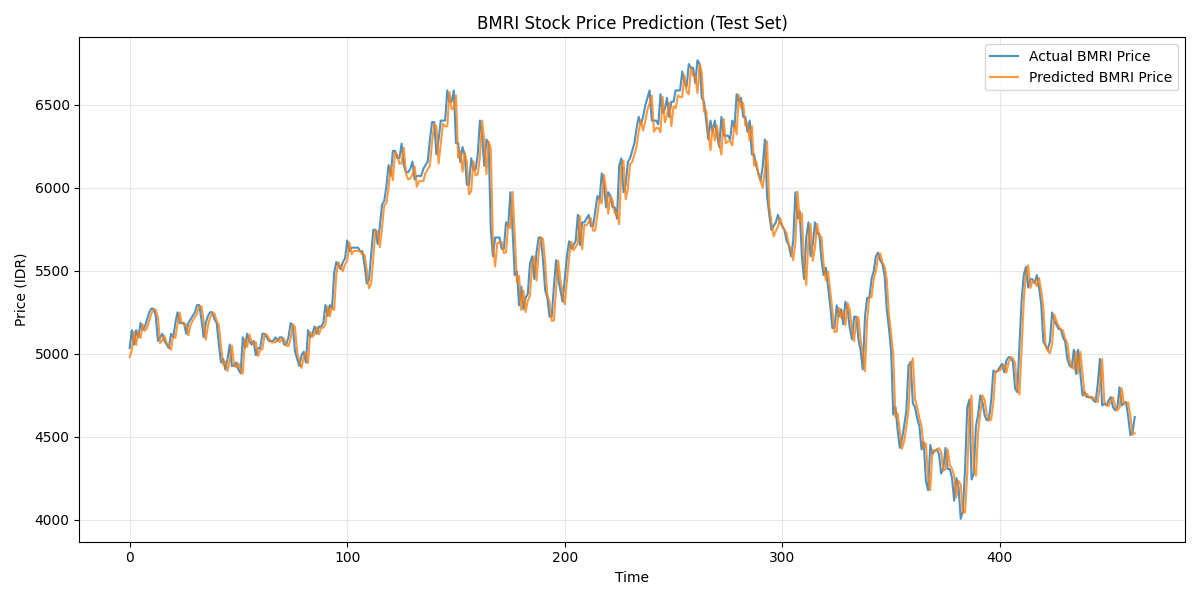 BMRI Stock Price Prediction (Test Set)
Actual BMRI Price
Predicted BMRI Price
Price (IDR)
6500
6000
5500
5000
4500
4000
0
100
200
300
400
Time